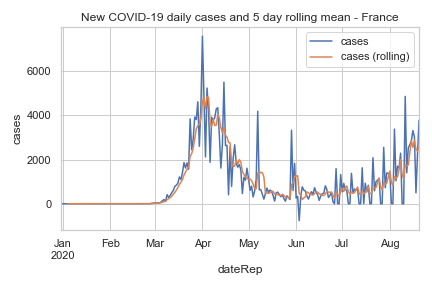 New COVID-19 daily cases and 5 day rolling mean - France
cases
cases (rolling)
6000
4000
2000
0
cases
Jan Feb Mar Apr May Jun Jul Aug
2020
dateRep